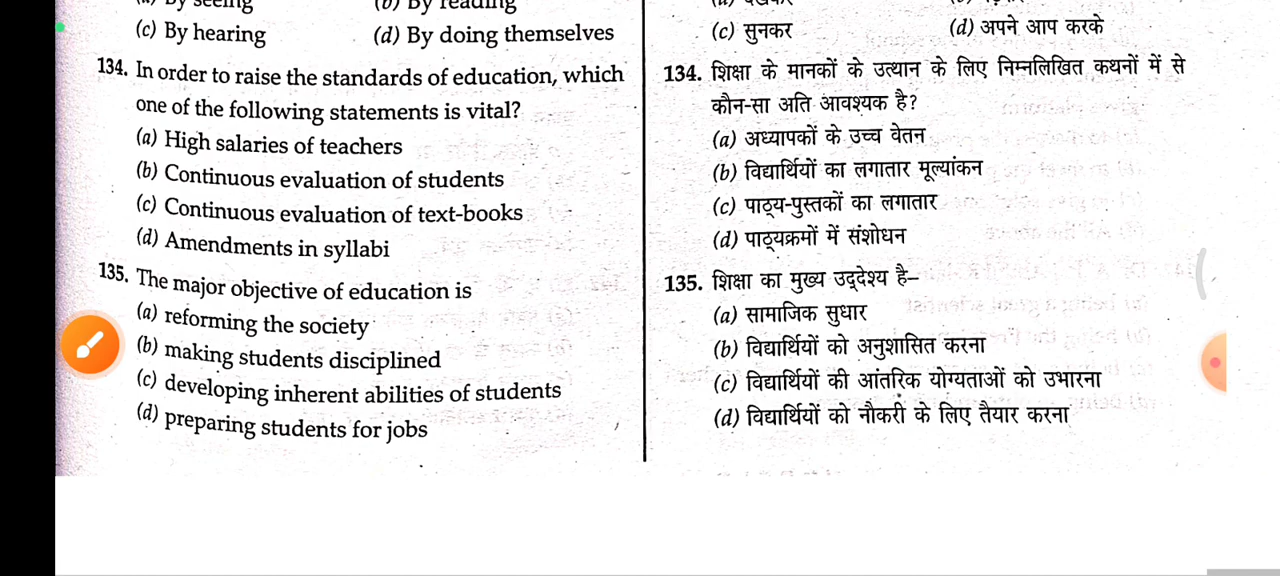 (c) By hearing (d) By doing themselves
134. In order to raise the standards of education, which
one of the following statements is vital?
(a) High salaries of teachers
(b) Continuous evaluation of students
(c) Continuous evaluation of text-books
(d) Amendments in syllabi
135. The major objective of education is
(a) reforming the society
(b) making students disciplined
(c) developing inherent abilities of students
(d) preparing students for jobs
(c) सुनकर (d) अपने आप करके
134. शिक्षा के मानकों के उत्थान के लिए निम्नलिखित कथनों में से
कौन-सा अति आवश्यक है?
(a) अध्यापकों के उच्च वेतन
(b) विद्यार्थियों का लगातार मूल्यांकन
(c) पाठ्य-पुस्तकों का लगातार
(d) पाठ्यक्रमों में संशोधन
135. शिक्षा का मुख्य उद्देश्य है–
(a) सामाजिक सुधार
(b) विद्यार्थियों को अनुशासित करना
(c) विद्यार्थियों की आंतरिक योग्यताओं को उभारना
(d) विद्यार्थियों को नौकरी के लिए तैयार करना